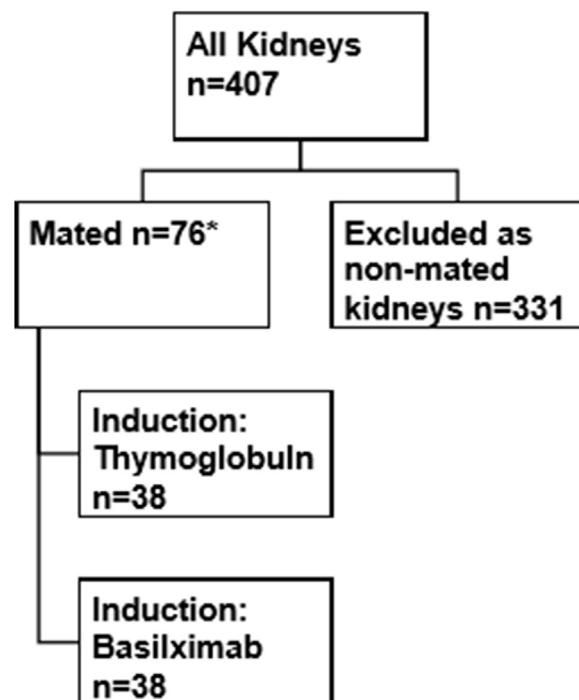 All Kidneys
n=407
Mated n=76*
Excluded as
non-mated
kidneys n=331
Induction:
Thymoglobuln
n=38
Induction:
Basilximab
n=38